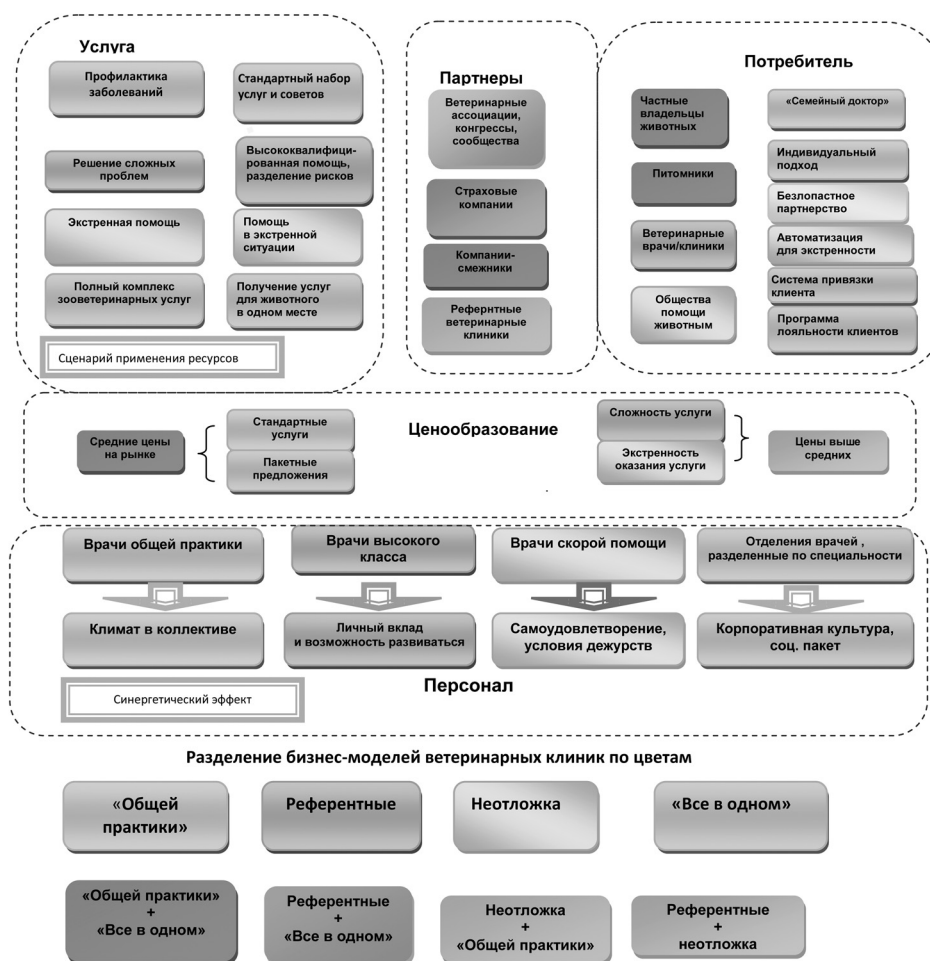 Услуга
Профилактика
заболеваний
Стандартный набор
услуг и советов
Решение сложных
проблем
Высококвалифици-
рованная помощь,
разделение рисков
Экстренная помощь
Помощь
в экстренной
ситуации
Полный комплекс
зооветеринарных услуг
Получение услуг
для животного
в одном месте
Сценарий применения ресурсов
Партнеры
Ветеринарные
ассоциации,
конгрессы,
сообщества
Страховые
компании
Компании-
смежники
Референтные
ветеринарные
клиники
Потребитель
Частные
владельцы
животных
Питомники
Ветеринарные
врачи/клиники
Общества
помощи
животным
«Семейный доктор»
Индивидуальный
подход
Безлопастное
партнерство
Автоматизация
для экстренности
Система привязки
клиента
Программа
лояльности клиентов
Ценообразование
Средние цены
на рынке
Стандартные
услуги
Пакетные
предложения
Сложность услуги
Экстренность
оказания услуги
Цены выше
средних
Врачи общей практики
Врачи высокого
класса
Врачи скорой помощи
Отделения врачей ,
разделенные по специальности
Климат в коллективе
Личный вклад
и возможность развиваться
Самоудовлетворение,
условия дежурств
Корпоративная культура,
соц. пакет
Персонал
Синергетический эффект
Разделение бизнес-моделей ветеринарных клиник по цветам
«Общей
практики»
Референтные
Неотложка
«Все в одном»
«Общей практики»
+
«Все в одном»
Референтные
+
«Все в одном»
Неотложка
+
«Общей практики»
Референтные
+
неотложка